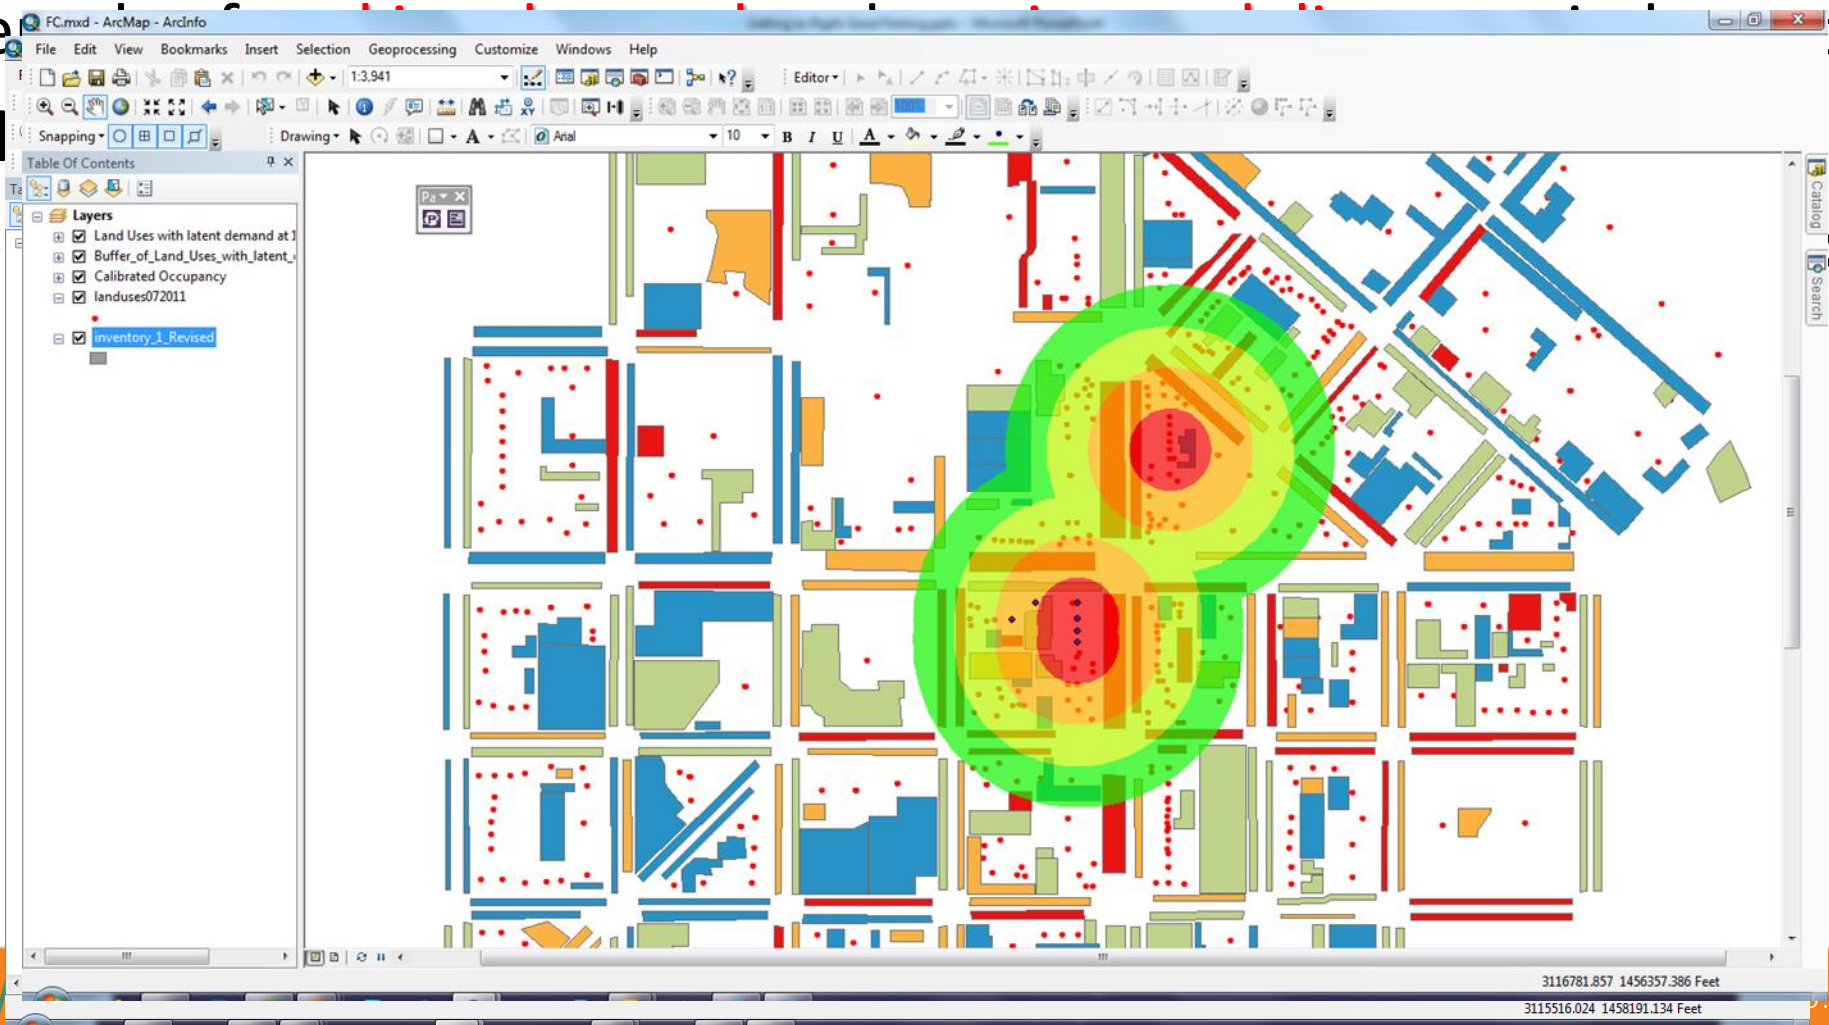 FC.mxd - ArcMap - ArcInfo
File Edit View Bookmarks Insert Selection Geoprocessing Customize Windows Help
1:3,941
Editor
100%
Snapping
Drawing
Arial
10
B I U A
Table Of Contents
Pa
Layers
Land Uses with latent demand at 1
Buffer_of_Land_Uses_with_latent_
Calibrated Occupancy
landuses072011
inventory_1_Revised
Catalog
Search
3116781.857 1456357.386 Feet
3115516.024 1458191.134 Feet